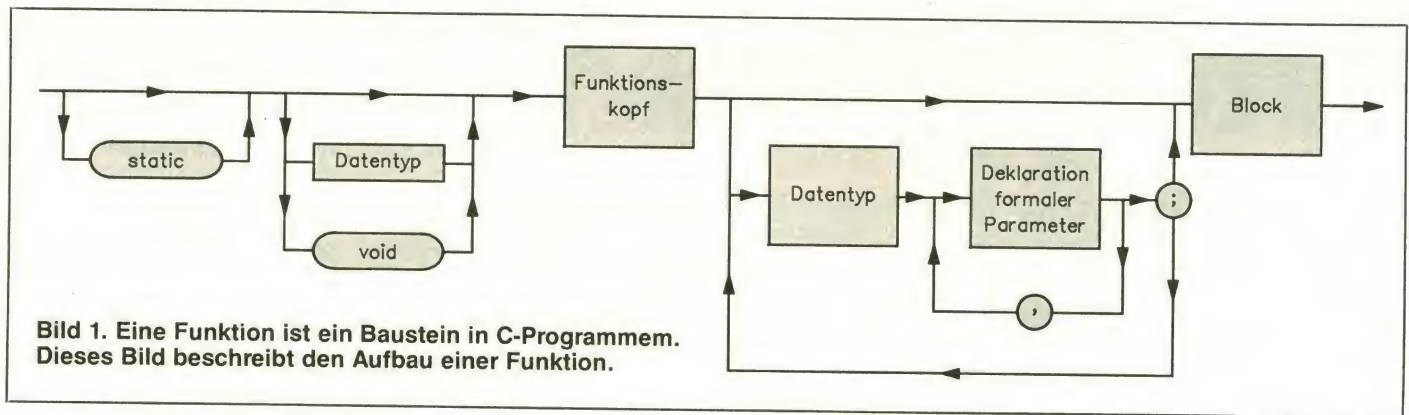 static
Datentyp
void
Funktions-
kopf
Datentyp
Deklaration
formaler
Parameter
,
;
Block
Bild 1. Eine Funktion ist ein Baustein in C-Programmem.
Dieses Bild beschreibt den Aufbau einer Funktion.